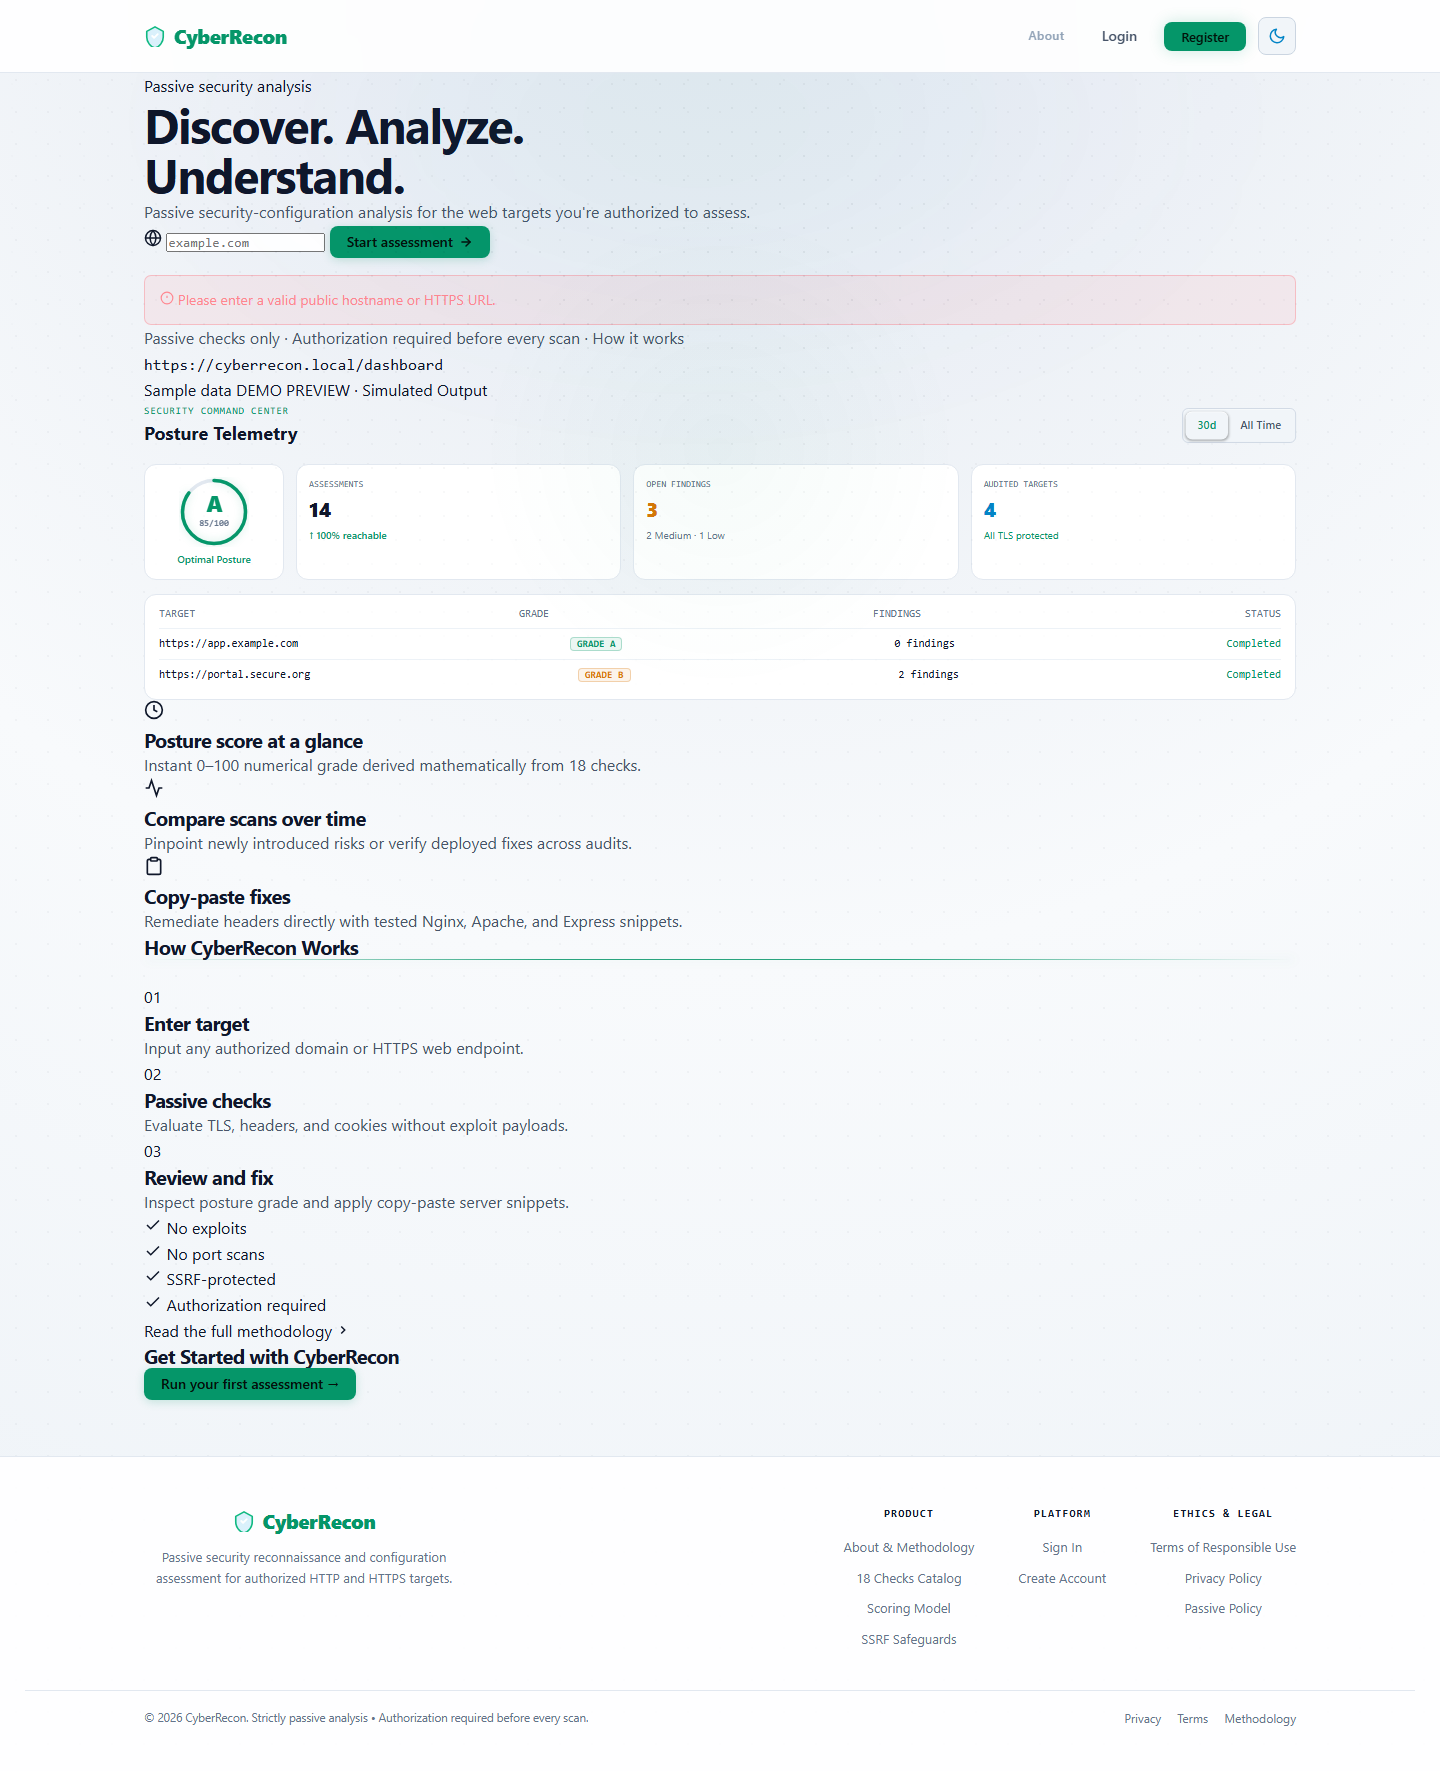 CyberRecon
About
Login
Register
Passive security analysis
Discover. Analyze.
Understand.
Passive security-configuration analysis for the web targets you're authorized to assess.
example.com
Start assessment →
Please enter a valid public hostname or HTTPS URL.
Passive checks only · Authorization required before every scan · How it works
https://cyberrecon.local/dashboard
Sample data DEMO PREVIEW · Simulated Output
SECURITY COMMAND CENTER
Posture Telemetry
30d
All Time
A
85/100
Optimal Posture
ASSESSMENTS
14
↑ 100% reachable
OPEN FINDINGS
3
2 Medium · 1 Low
AUDITED TARGETS
4
All TLS protected
TARGET GRADE FINDINGS STATUS
https://app.example.com GRADE A 0 findings Completed
https://portal.secure.org GRADE B 2 findings Completed
Posture score at a glance
Instant 0–100 numerical grade derived mathematically from 18 checks.
Compare scans over time
Pinpoint newly introduced risks or verify deployed fixes across audits.
Copy-paste fixes
Remediate headers directly with tested Nginx, Apache, and Express snippets.
How CyberRecon Works
01
Enter target
Input any authorized domain or HTTPS web endpoint.
02
Passive checks
Evaluate TLS, headers, and cookies without exploit payloads.
03
Review and fix
Inspect posture grade and apply copy-paste server snippets.
No exploits
No port scans
SSRF-protected
Authorization required
Read the full methodology
Get Started with CyberRecon
Run your first assessment →
CyberRecon
Passive security reconnaissance and configuration
assessment for authorized HTTP and HTTPS targets.
PRODUCT
About & Methodology
18 Checks Catalog
Scoring Model
SSRF Safeguards
PLATFORM
Sign In
Create Account
ETHICS & LEGAL
Terms of Responsible Use
Privacy Policy
Passive Policy
© 2026 CyberRecon. Strictly passive analysis • Authorization required before every scan.
Privacy Terms Methodology